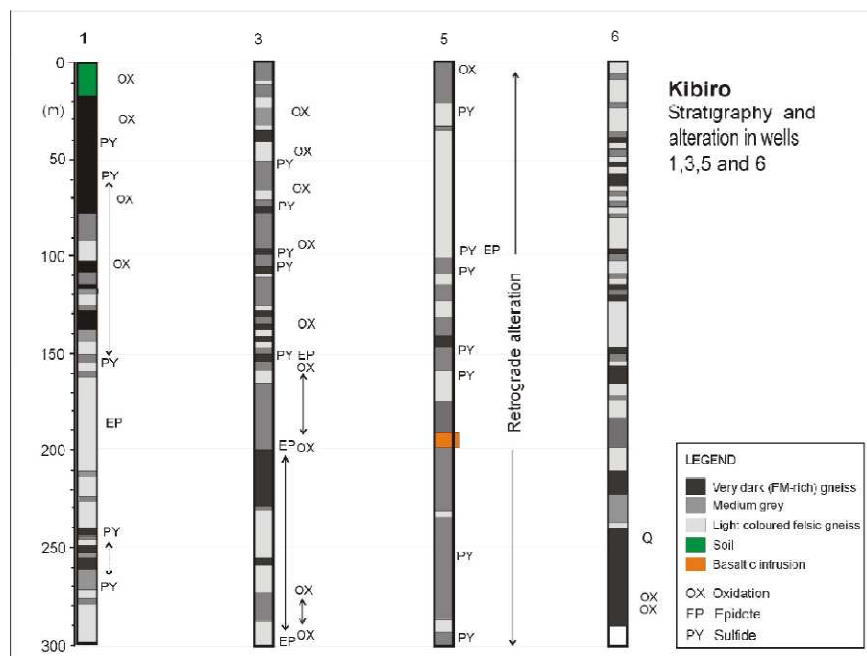 1
3
5
6
0
(m)
50
100
150
200
250
300
OX
OX
PY
PY
OX
OX
PY
EP
PY
PY
OX
OX
PY
OX
PY
OX
PY
PY
OX
PY EP
OX
EP OX
OX
OX
EP
OX
PY
PY EP
PY
PY
PY
PY
PY
Retrograde alteration
Q
OX
OX
Kibiro
Stratigraphy and
alteration in wells
1,3,5 and 6
LEGEND
Very dark (FM-rich) gneiss
Medium grey
Light coloured felsic gneiss
Soil
Basaltic intrusion
OX Oxidation
EP Epidote
PY Sulfide